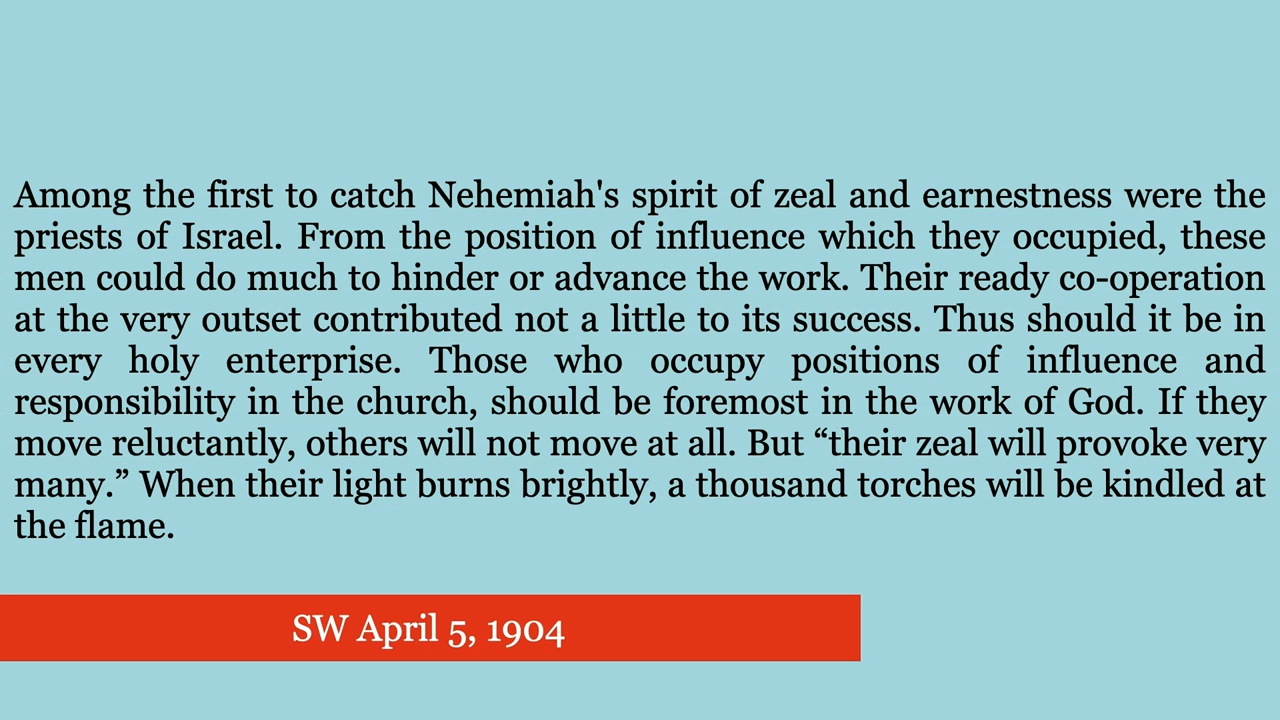 Among the first to catch Nehemiah's spirit of zeal and earnestness were the
priests of Israel. From the position of influence which they occupied, these
men could do much to hinder or advance the work. Their ready co-operation
at the very outset contributed not a little to its success. Thus should it be in
every holy enterprise. Those who occupy positions of influence and
responsibility in the church, should be foremost in the work of God. If they
move reluctantly, others will not move at all. But “their zeal will provoke very
many.” When their light burns brightly, a thousand torches will be kindled at
the flame.
SW April 5, 1904